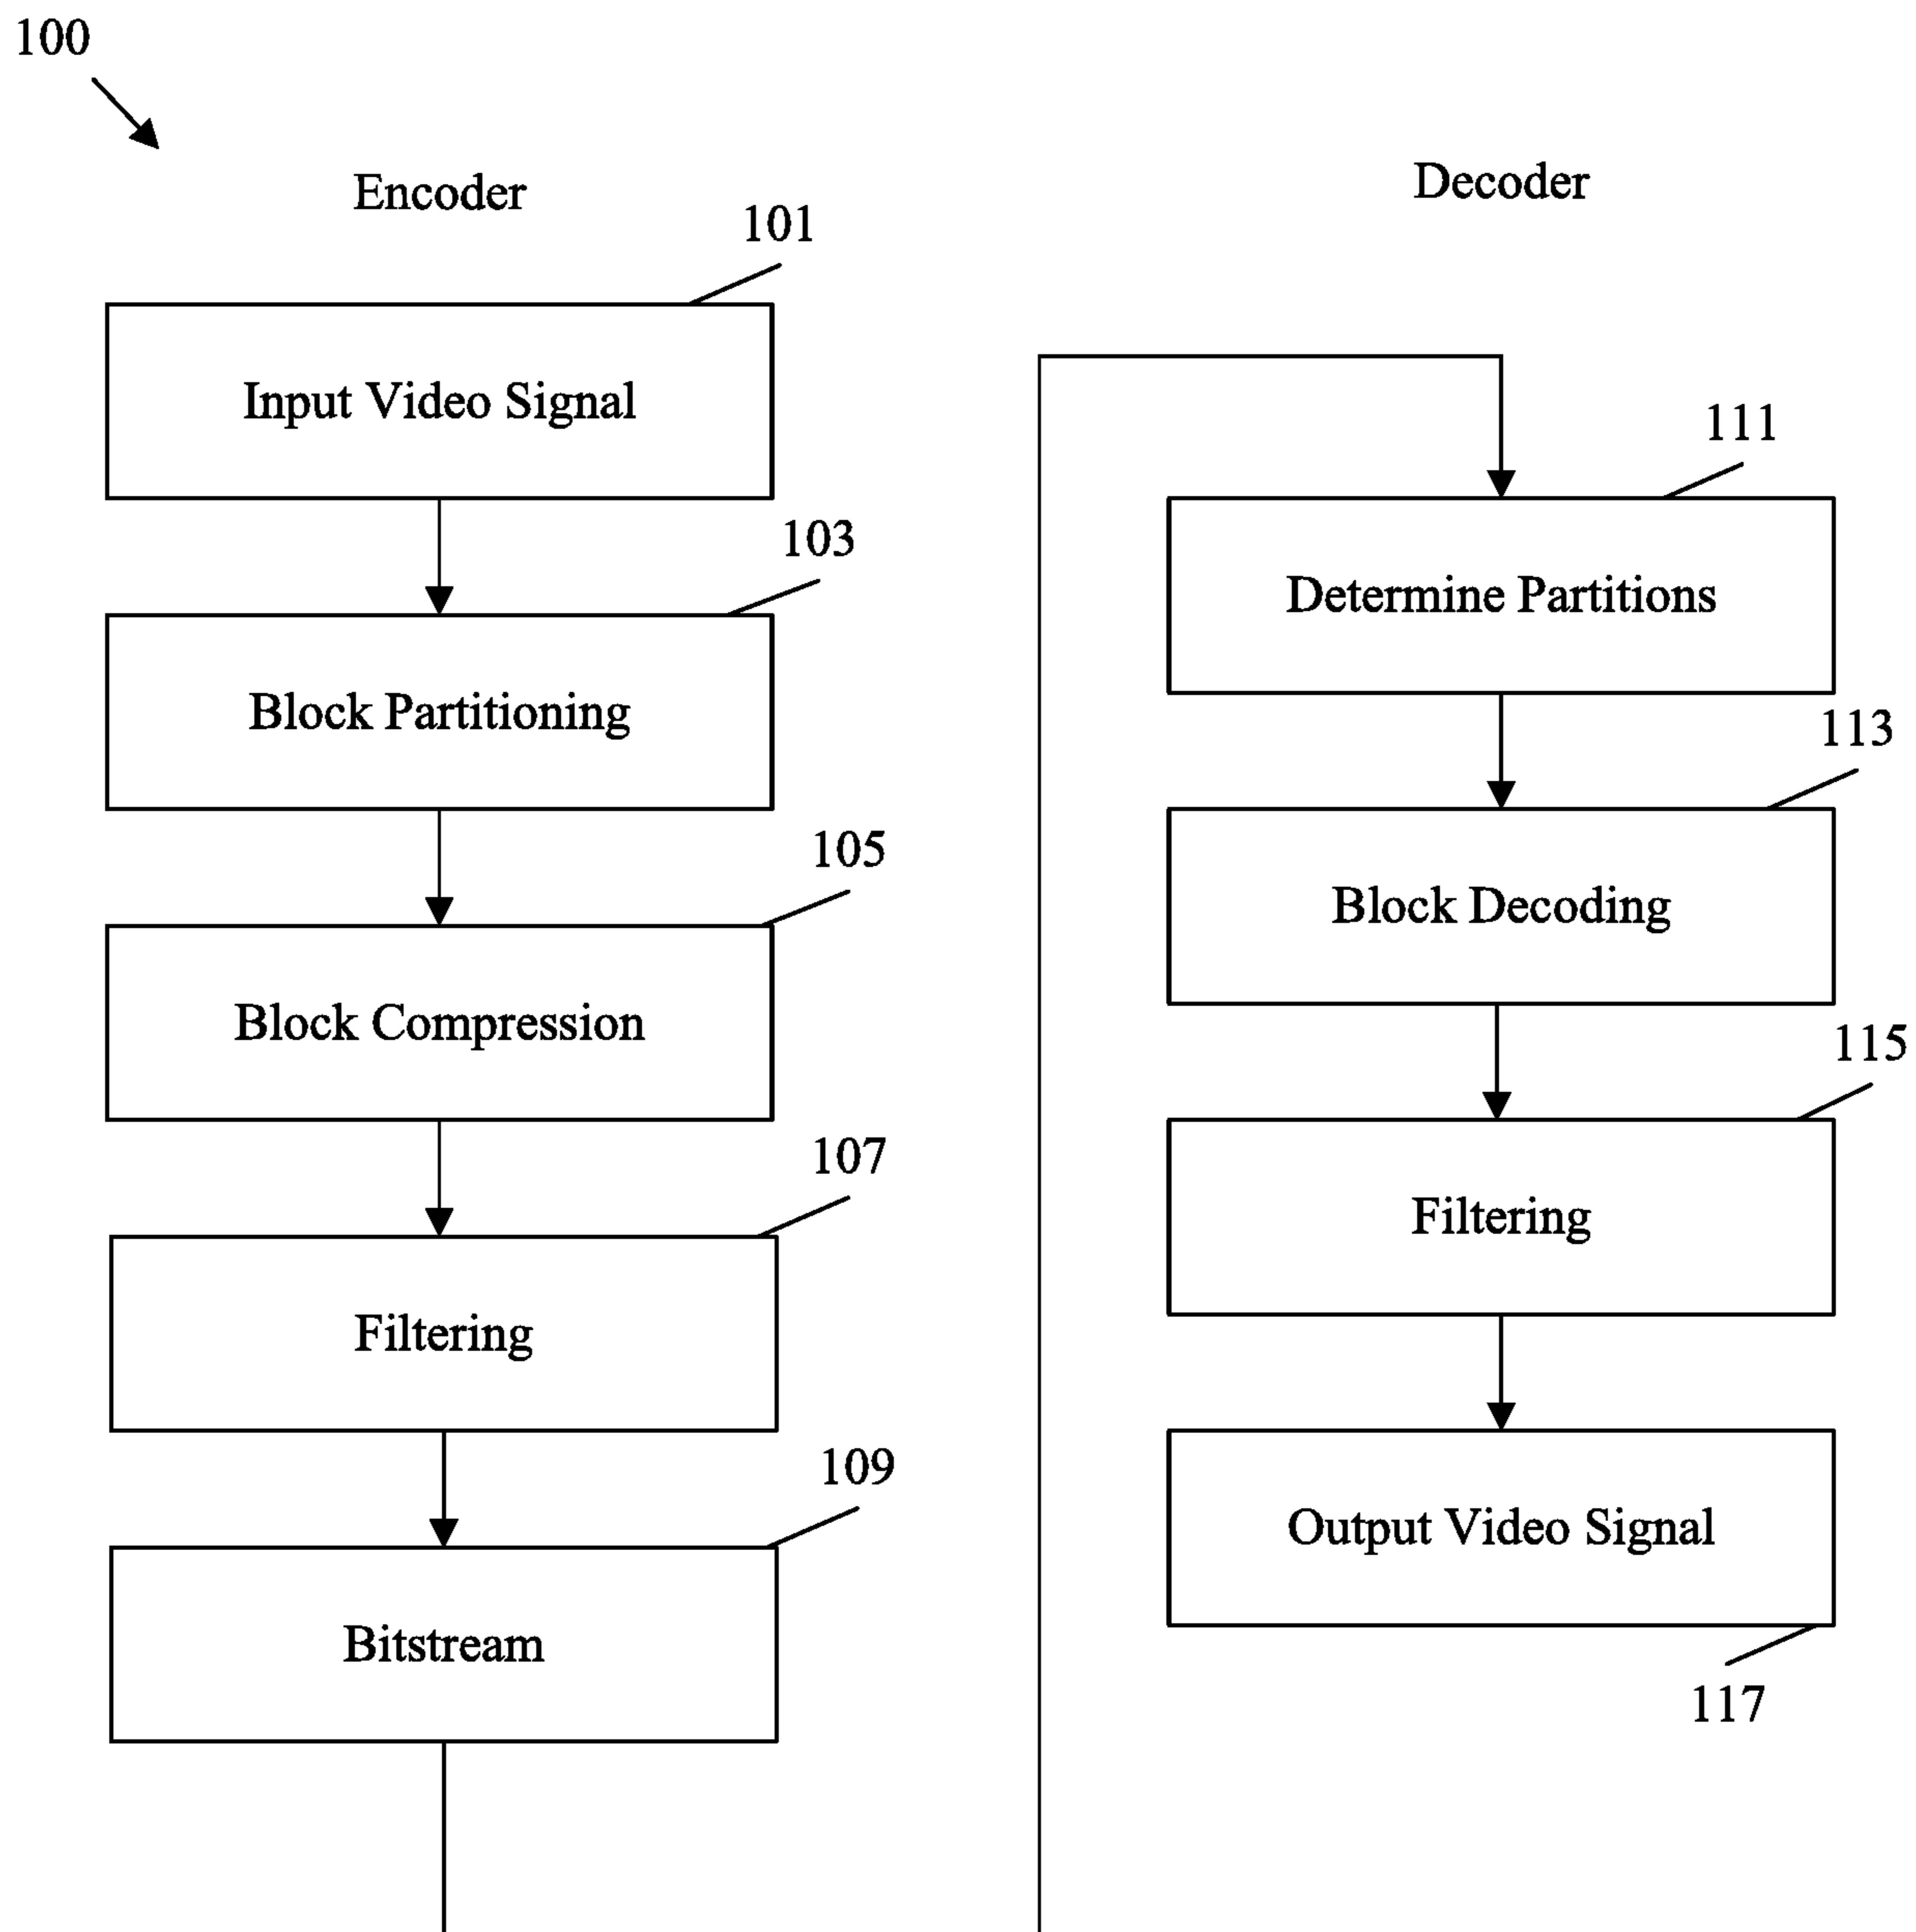 100
Encoder
101
Input Video Signal
103
Block Partitioning
105
Block Compression
107
Filtering
109
Bitstream
Decoder
111
Determine Partitions
113
Block Decoding
115
Filtering
Output Video Signal
117